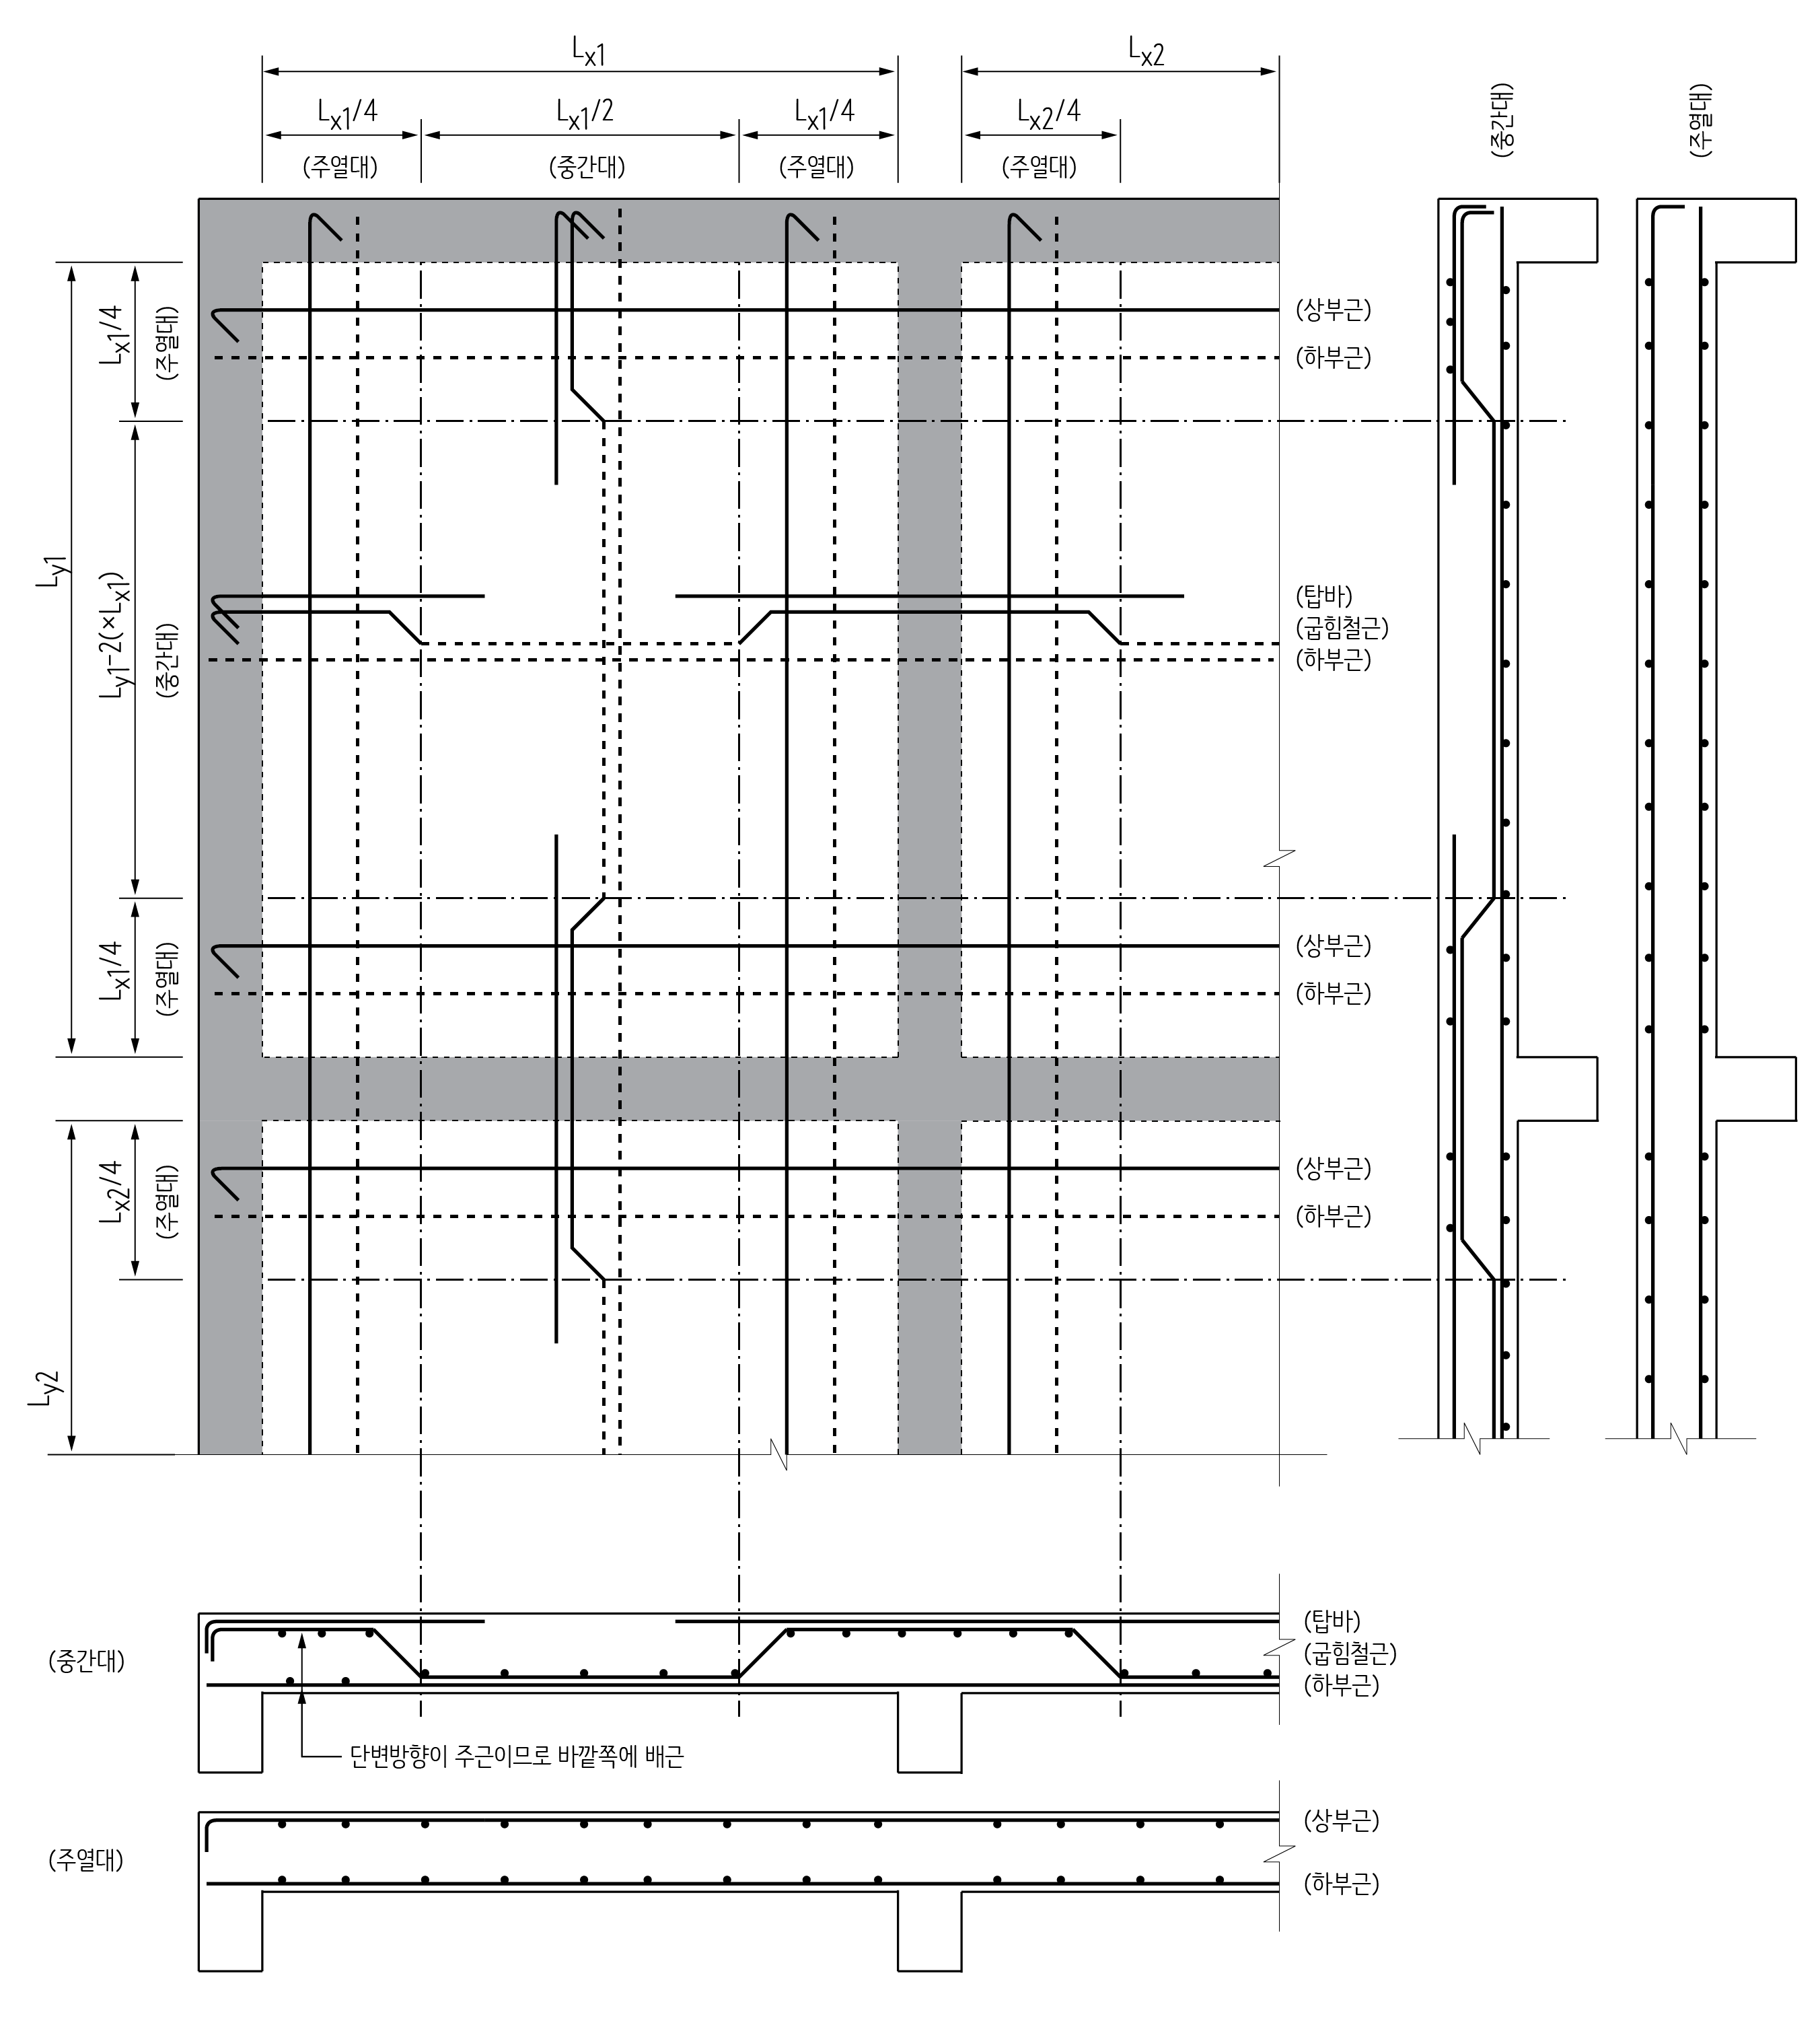 Lx1
Lx2
Lx1/4
Lx1/2
Lx1/4
Lx2/4
(주열대)
(중간대)
(주열대)
(주열대)
(중간대)
(주열대)
Lx1/4
(주열대)
(상부근)
(하부근)
Ly1
Ly1-2(×Lx1)
(중간대)
(탑바)
(굽힘철근)
(하부근)
Lx1/4
(주열대)
(상부근)
(하부근)
Lx2/4
(주열대)
(상부근)
(하부근)
Ly2
(중간대)
(탑바)
(굽힘철근)
(하부근)
단변방향이 주근이므로 바깥쪽에 배근
(주열대)
(상부근)
(하부근)